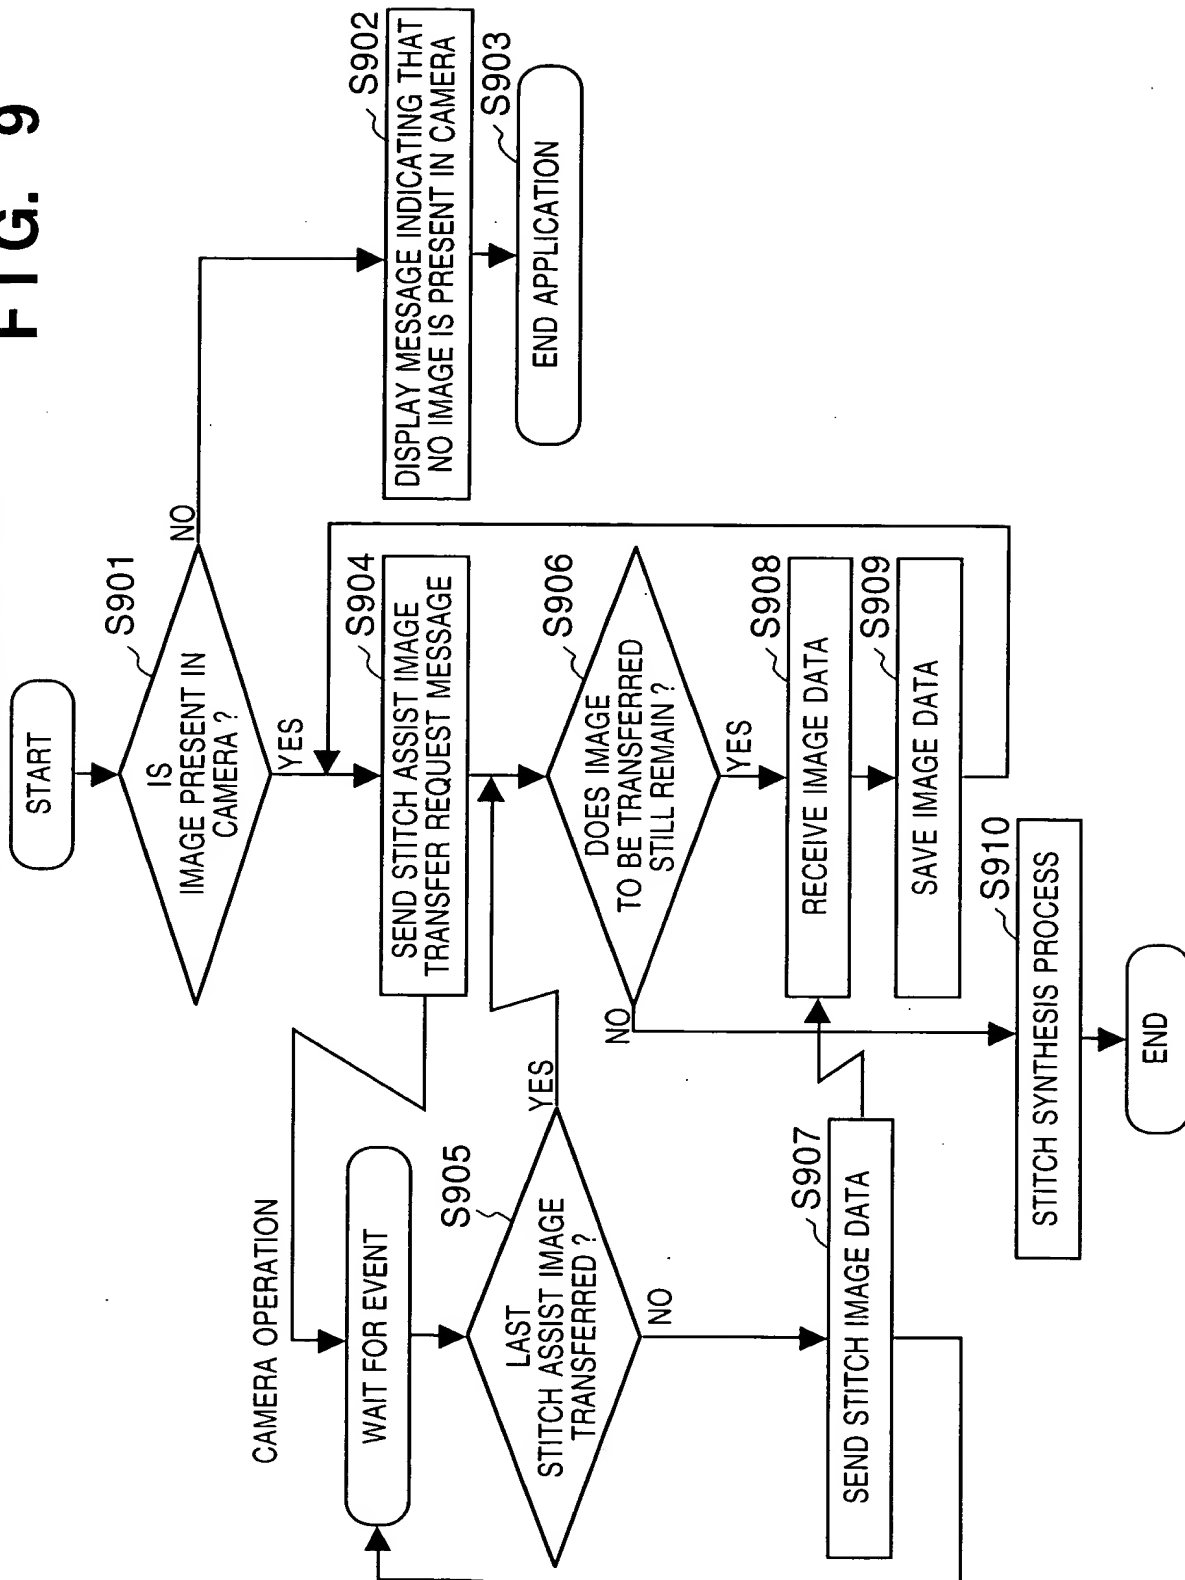 FIG. 9
START
S901
IS
IMAGE PRESENT IN
CAMERA ?
NO
YES
S902
DISPLAY MESSAGE INDICATING THAT
NO IMAGE IS PRESENT IN CAMERA
S903
END APPLICATION
S904
SEND STITCH ASSIST IMAGE
TRANSFER REQUEST MESSAGE
CAMERA OPERATION
WAIT FOR EVENT
S905
LAST
STITCH ASSIST IMAGE
TRANSFERRED ?
YES
NO
S906
DOES IMAGE
TO BE TRANSFERRED
STILL REMAIN ?
NO
YES
S907
SEND STITCH IMAGE DATA
S908
RECEIVE IMAGE DATA
S909
SAVE IMAGE DATA
S910
STITCH SYNTHESIS PROCESS
END